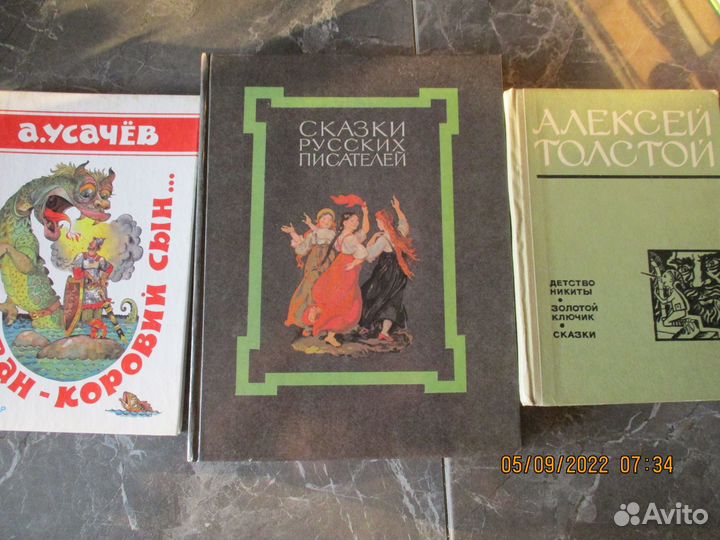 А.УСАЧЁВ
ВАН-КОРОВИЙ СЫН...
СКАЗКИ
РУССКИХ
ПИСАТЕЛЕЙ
АЛЕКСЕЙ
ТОЛСТОЙ
ДЕТСТВО
НИКИТЫ
•
ЗОЛОТОЙ
КЛЮЧИК
•
СКАЗКИ
05/09/2022 07:34
Avito